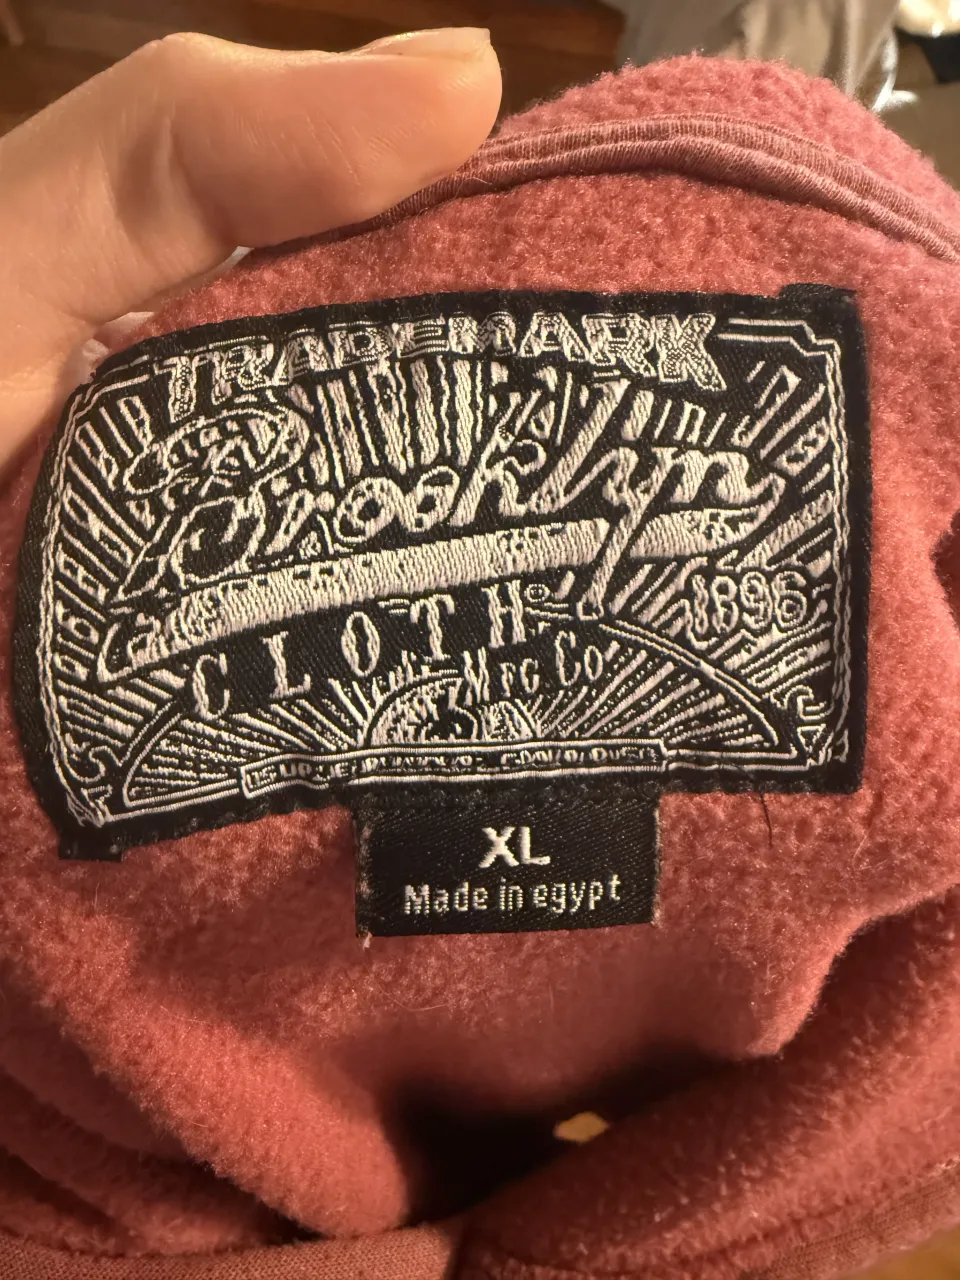 TRADEMARK
Brooklyn
1896
CLOTH
MFG CO
XL
Made in egypt